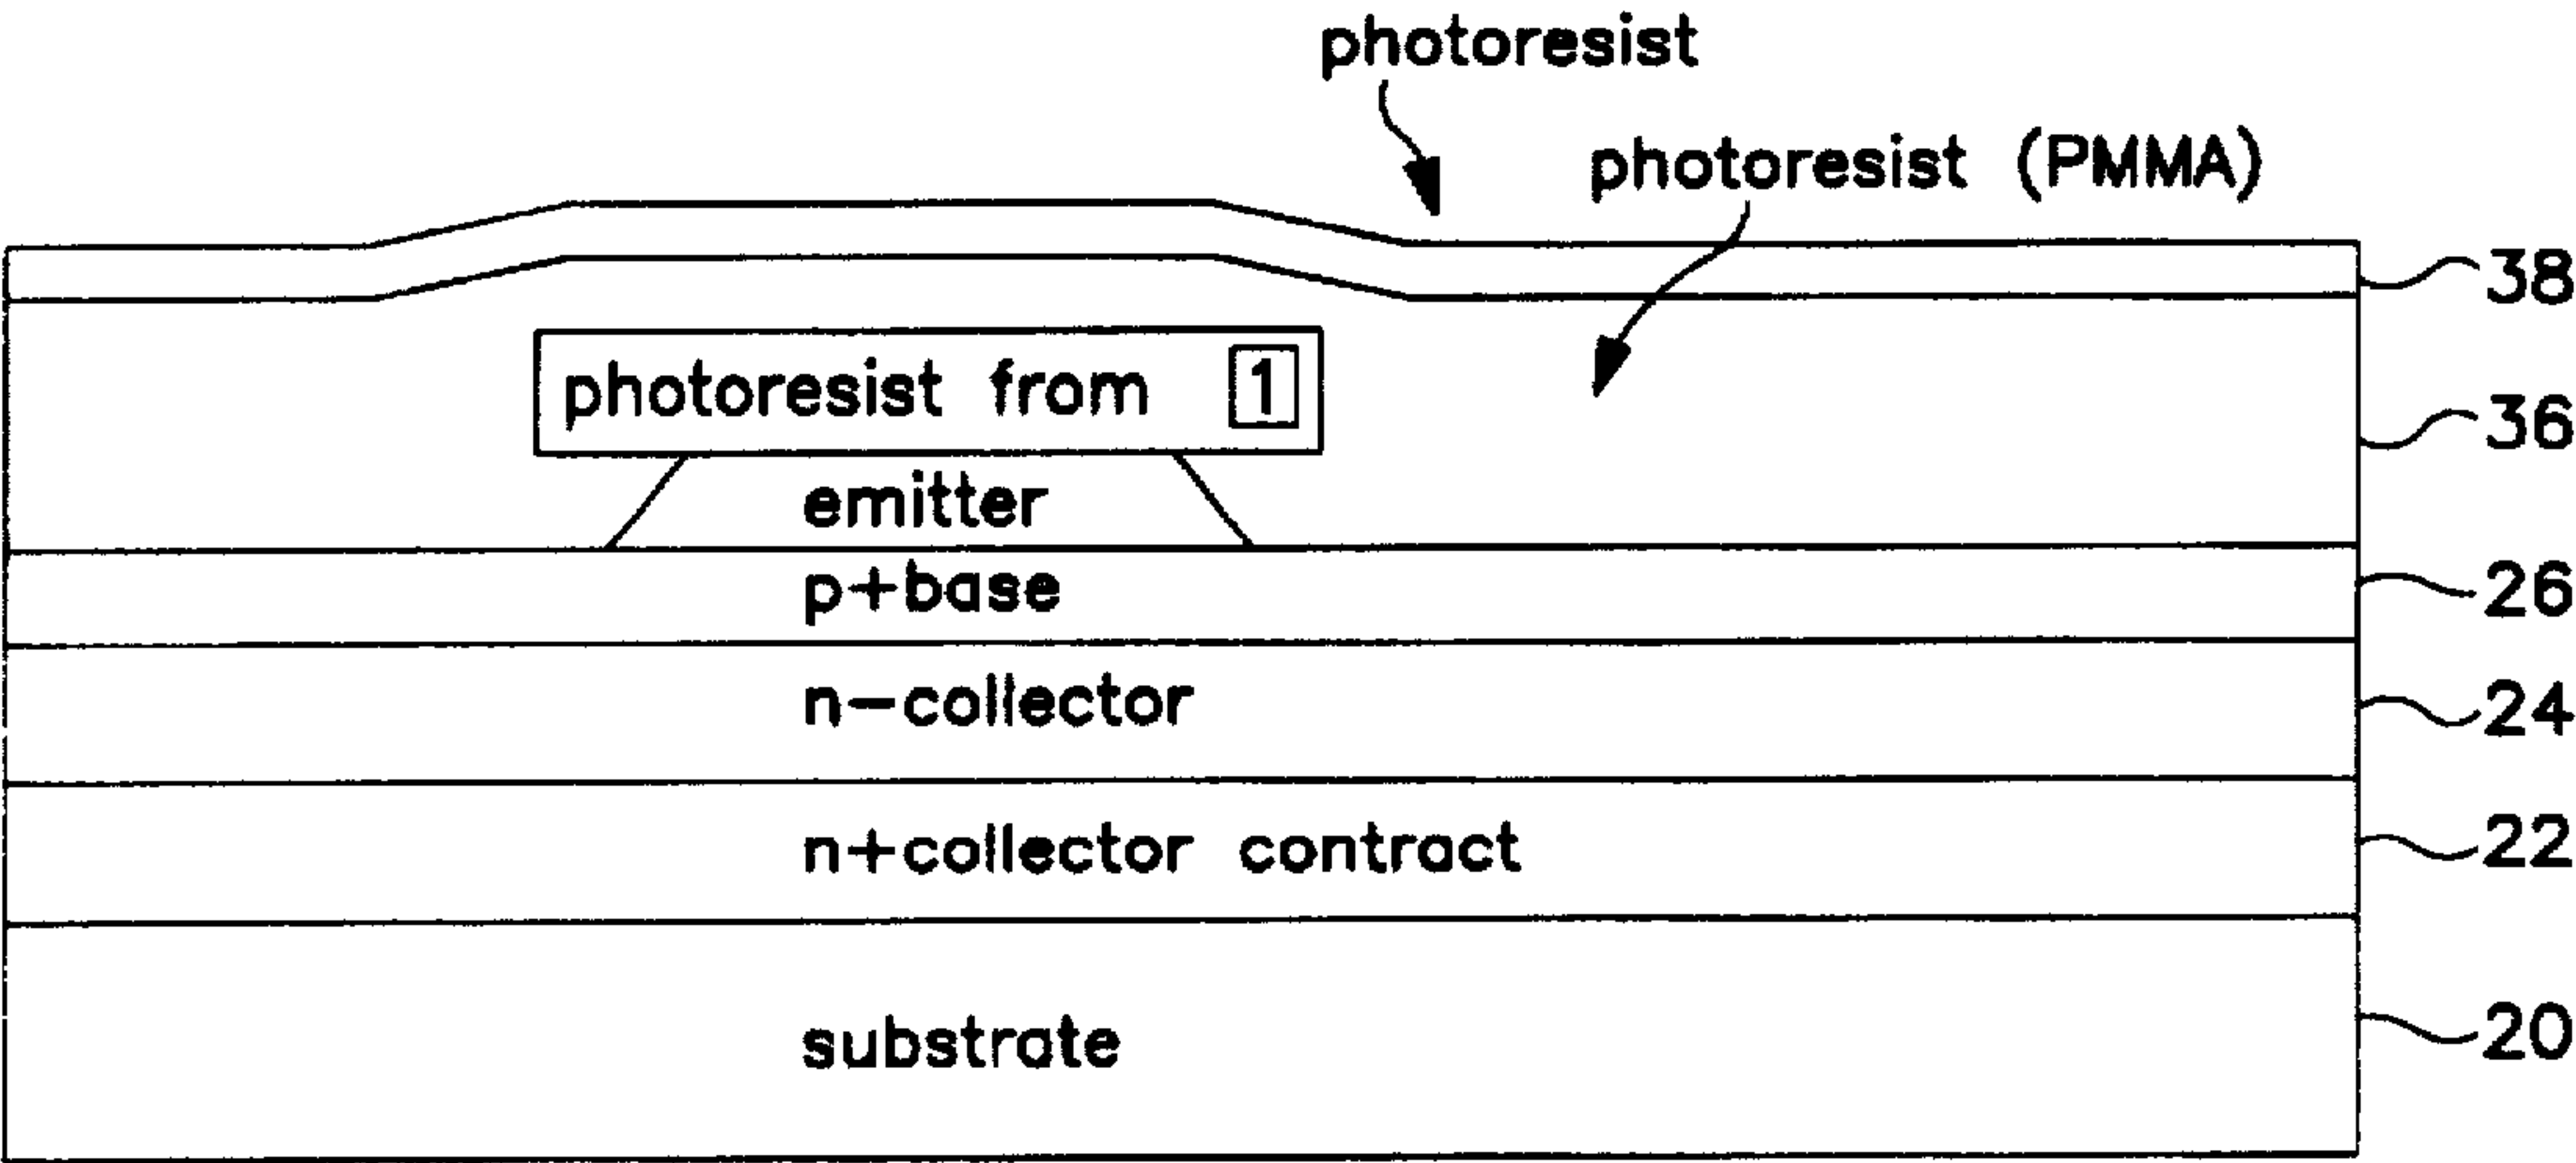 photoresist
photoresist (PMMA)
38
photoresist from 1
36
emitter
p+base
26
n-collector
24
n+collector contract
22
substrate
20